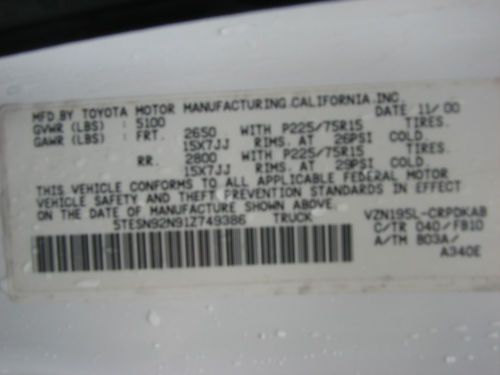 MFD BY TOYOTA MOTOR MANUFACTURING.CALIFORNIA.INC
DATE 11/00
GVWR (LBS) : 5100
GAWR (LBS) : FRT. 2650 WITH P225/75R15 TIRES.
15X7JJ RIMS. AT 26PSI COLD.
RR. 2800 WITH P225/75R15 TIRES.
15X7JJ RIMS. AT 29PSI COLD.
THIS VEHICLE CONFORMS TO ALL APPLICABLE FEDERAL MOTOR
VEHICLE SAFETY AND THEFT PREVENTION STANDARDS IN EFFECT
ON THE DATE OF MANUFACTURE SHOWN ABOVE.
5TESN92N91Z749386 TRUCK VZN195L-CRPDKAB
C/TR 040/FB10
A/TM B03A/
A340E